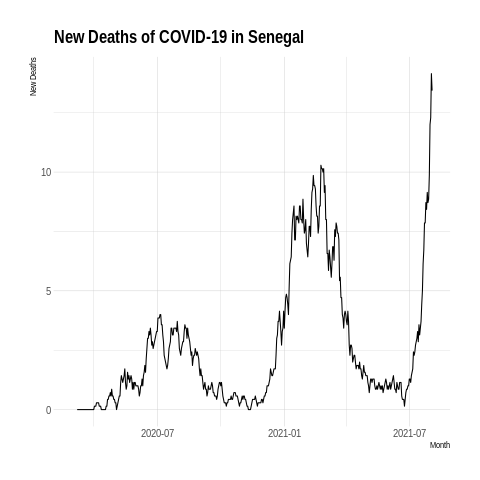 New Deaths of COVID-19 in Senegal
New Deaths
10
5
0
2020-07
2021-01
2021-07
Month